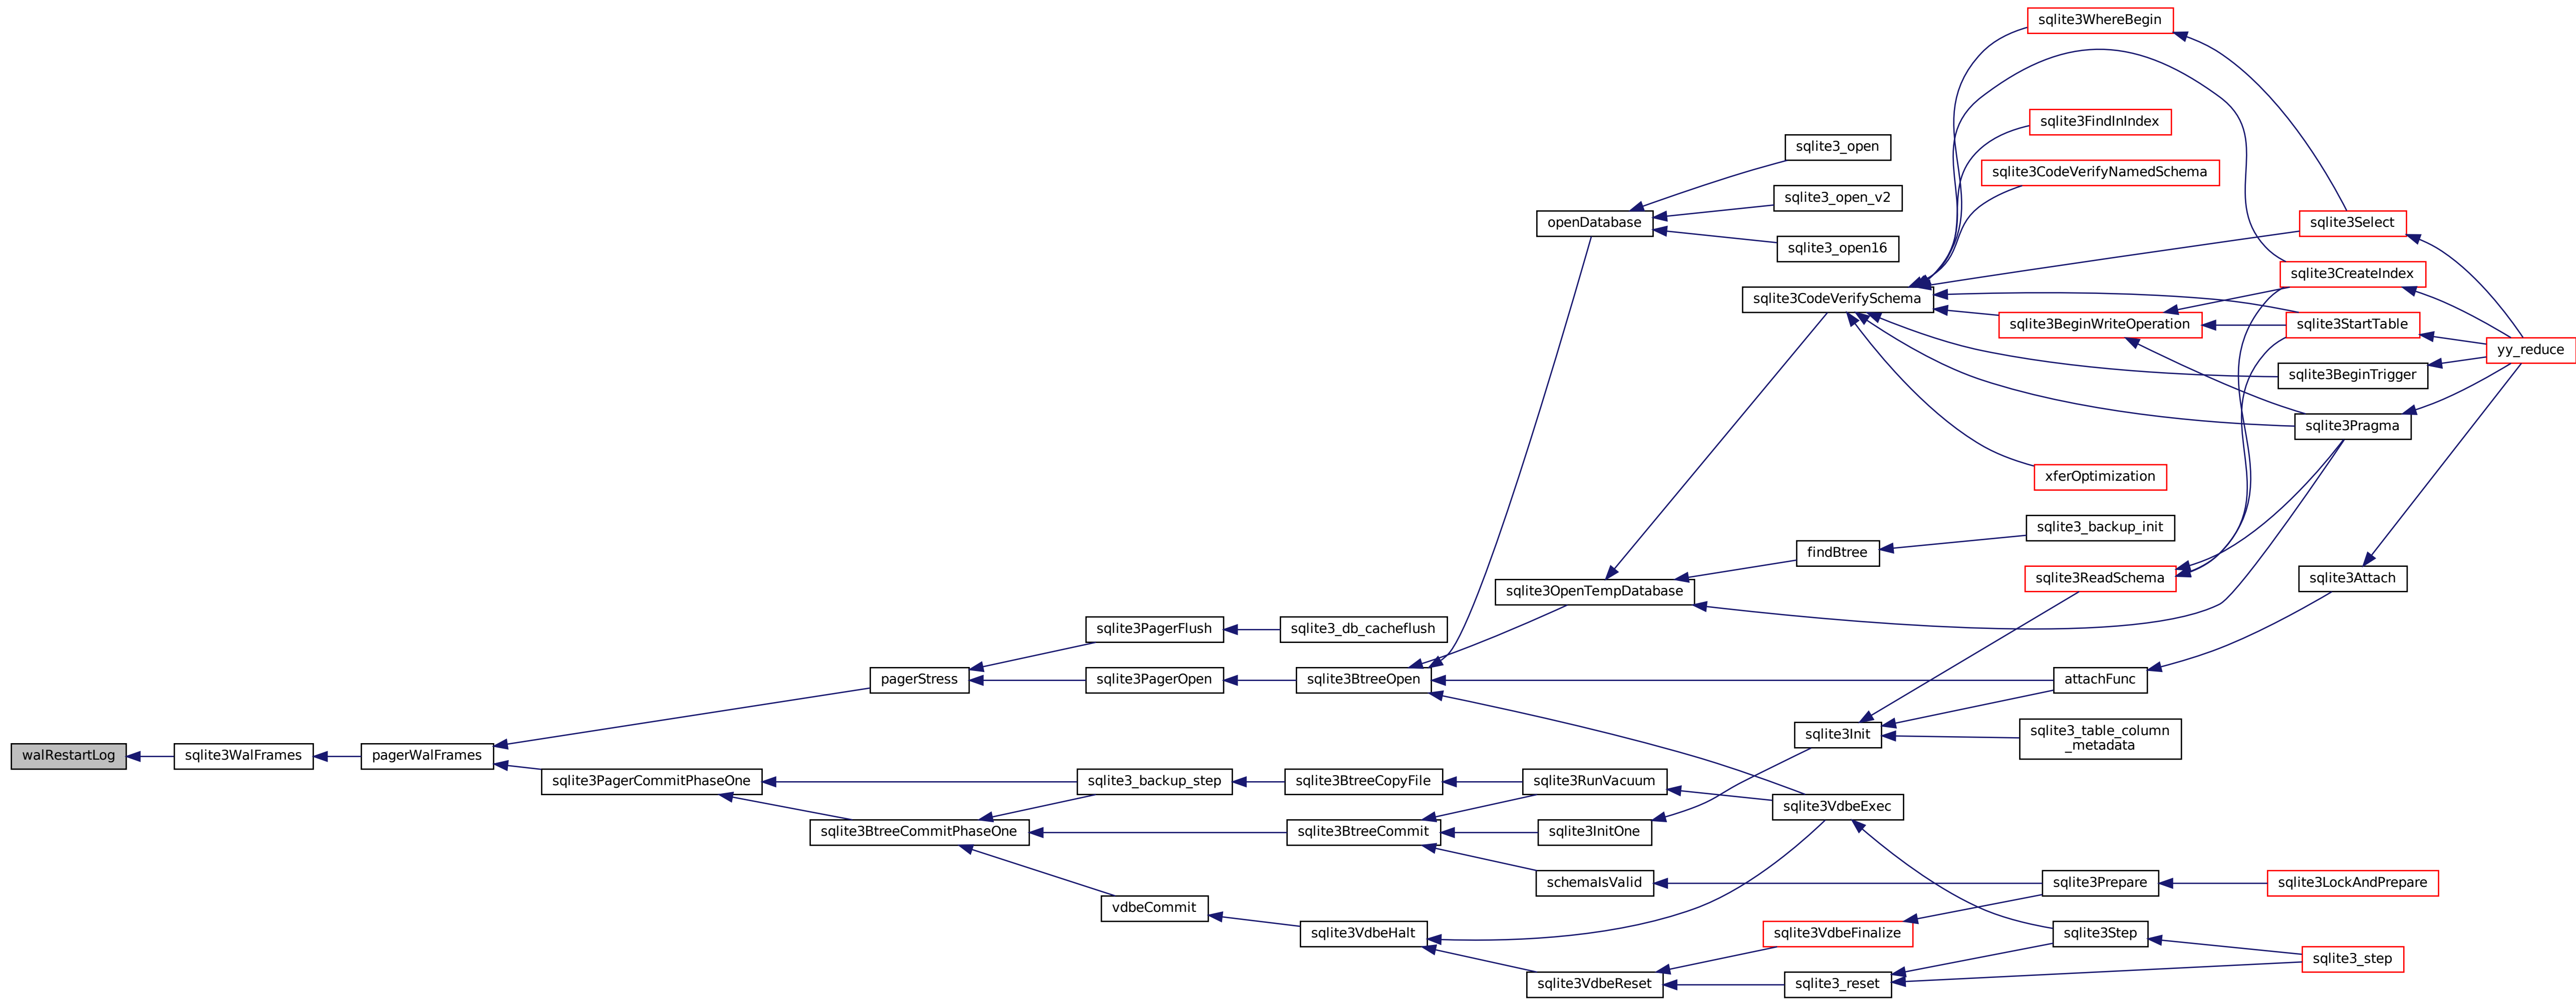 sqlite3WhereBegin
sqlite3FindInIndex
sqlite3_open
sqlite3CodeVerifyNamedSchema
sqlite3_open_v2
openDatabase
sqlite3Select
sqlite3_open16
sqlite3CreateIndex
sqlite3CodeVerifySchema
sqlite3BeginWriteOperation
sqlite3StartTable
yy_reduce
sqlite3BeginTrigger
sqlite3Pragma
xferOptimization
sqlite3_backup_init
findBtree
sqlite3OpenTempDatabase
sqlite3ReadSchema
sqlite3Attach
sqlite3PagerFlush
sqlite3_db_cacheflush
pagerStress
sqlite3PagerOpen
sqlite3BtreeOpen
attachFunc
sqlite3Init
sqlite3_table_column
_metadata
walRestartLog
sqlite3WalFrames
pagerWalFrames
sqlite3PagerCommitPhaseOne
sqlite3_backup_step
sqlite3BtreeCopyFile
sqlite3RunVacuum
sqlite3VdbeExec
sqlite3BtreeCommitPhaseOne
sqlite3BtreeCommit
sqlite3InitOne
schemaIsValid
sqlite3Prepare
sqlite3LockAndPrepare
vdbeCommit
sqlite3VdbeHalt
sqlite3VdbeFinalize
sqlite3Step
sqlite3_step
sqlite3VdbeReset
sqlite3_reset